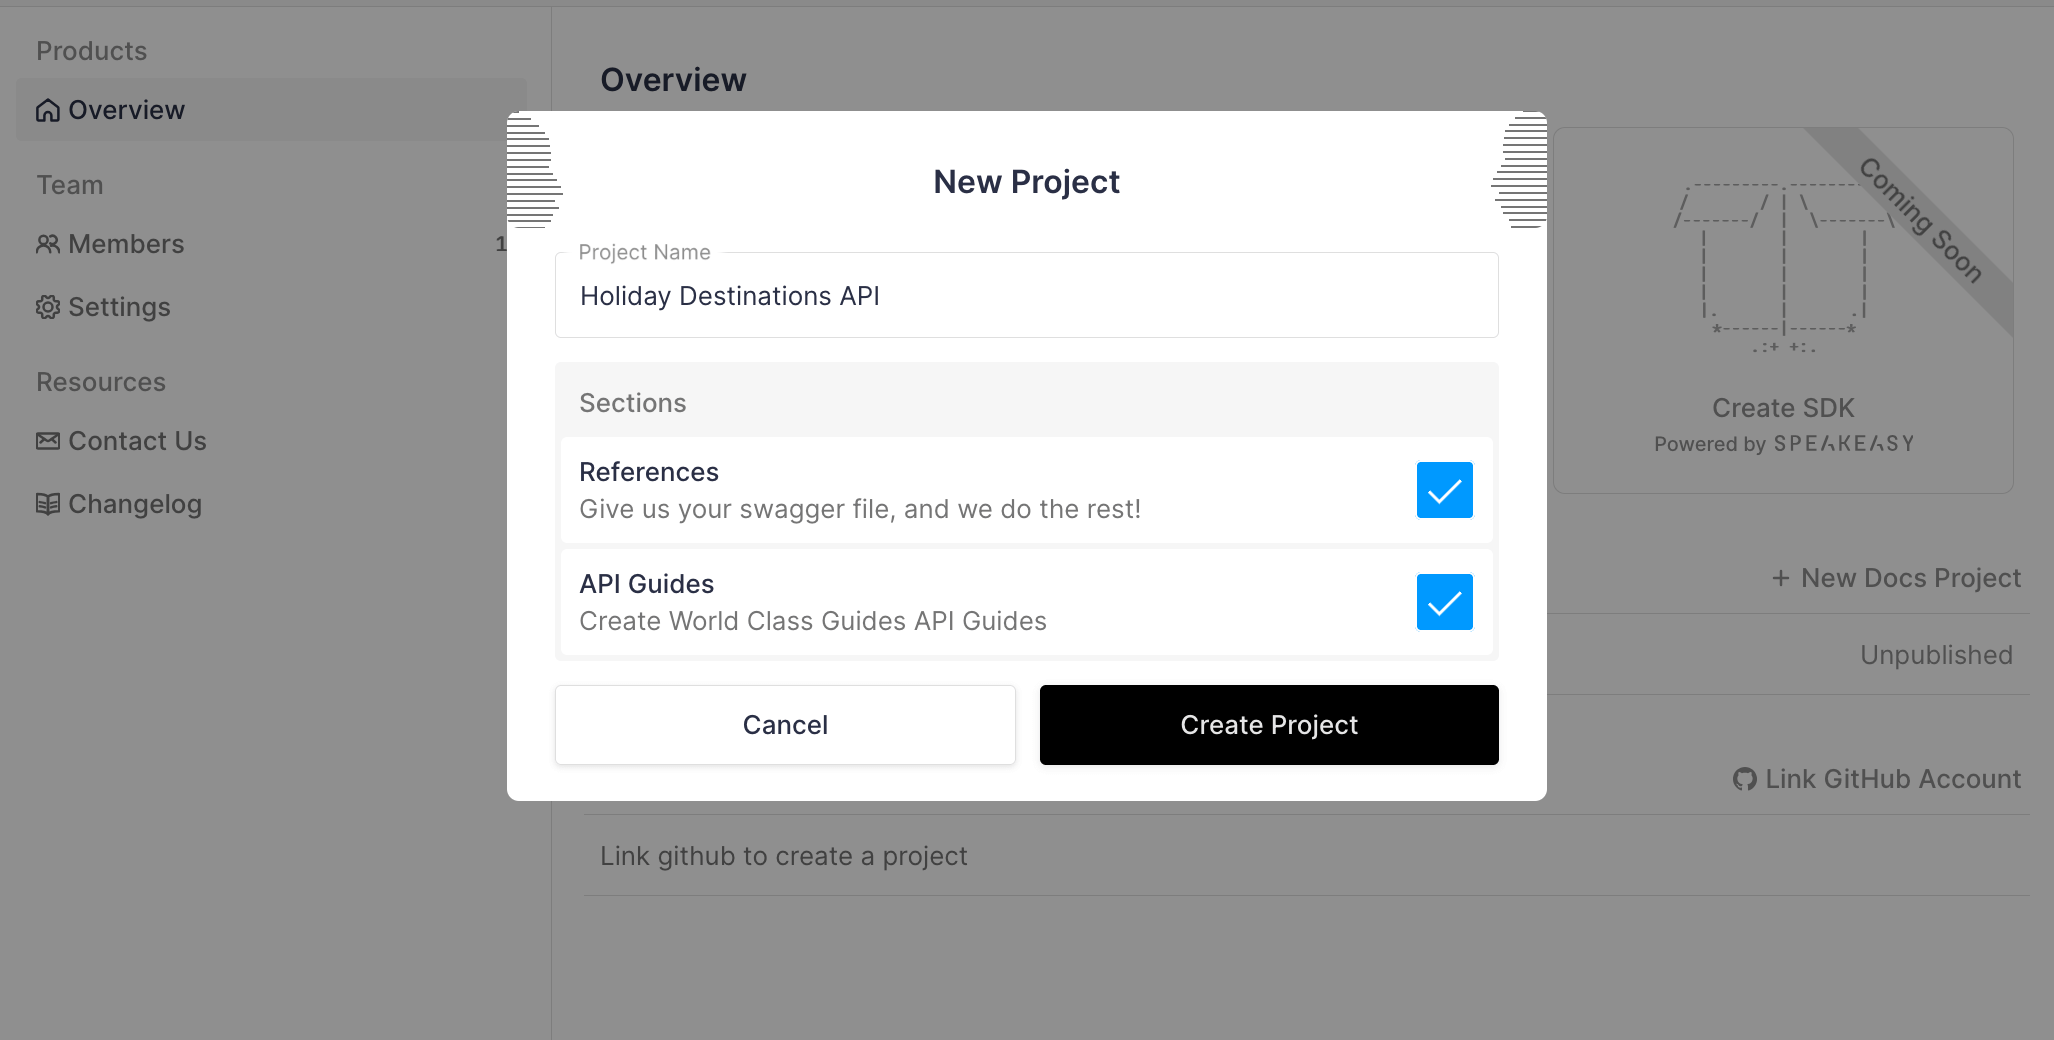 Products
Overview
Team
Members 1
Settings
Resources
Contact Us
Changelog
Overview
New Project
Project Name
Holiday Destinations API
Sections
References
Give us your swagger file, and we do the rest!
API Guides
Create World Class Guides API Guides
Cancel
Create Project
Coming Soon
Create SDK
Powered by SPEAKEASY
+ New Docs Project
Unpublished
Link GitHub Account
Link github to create a project